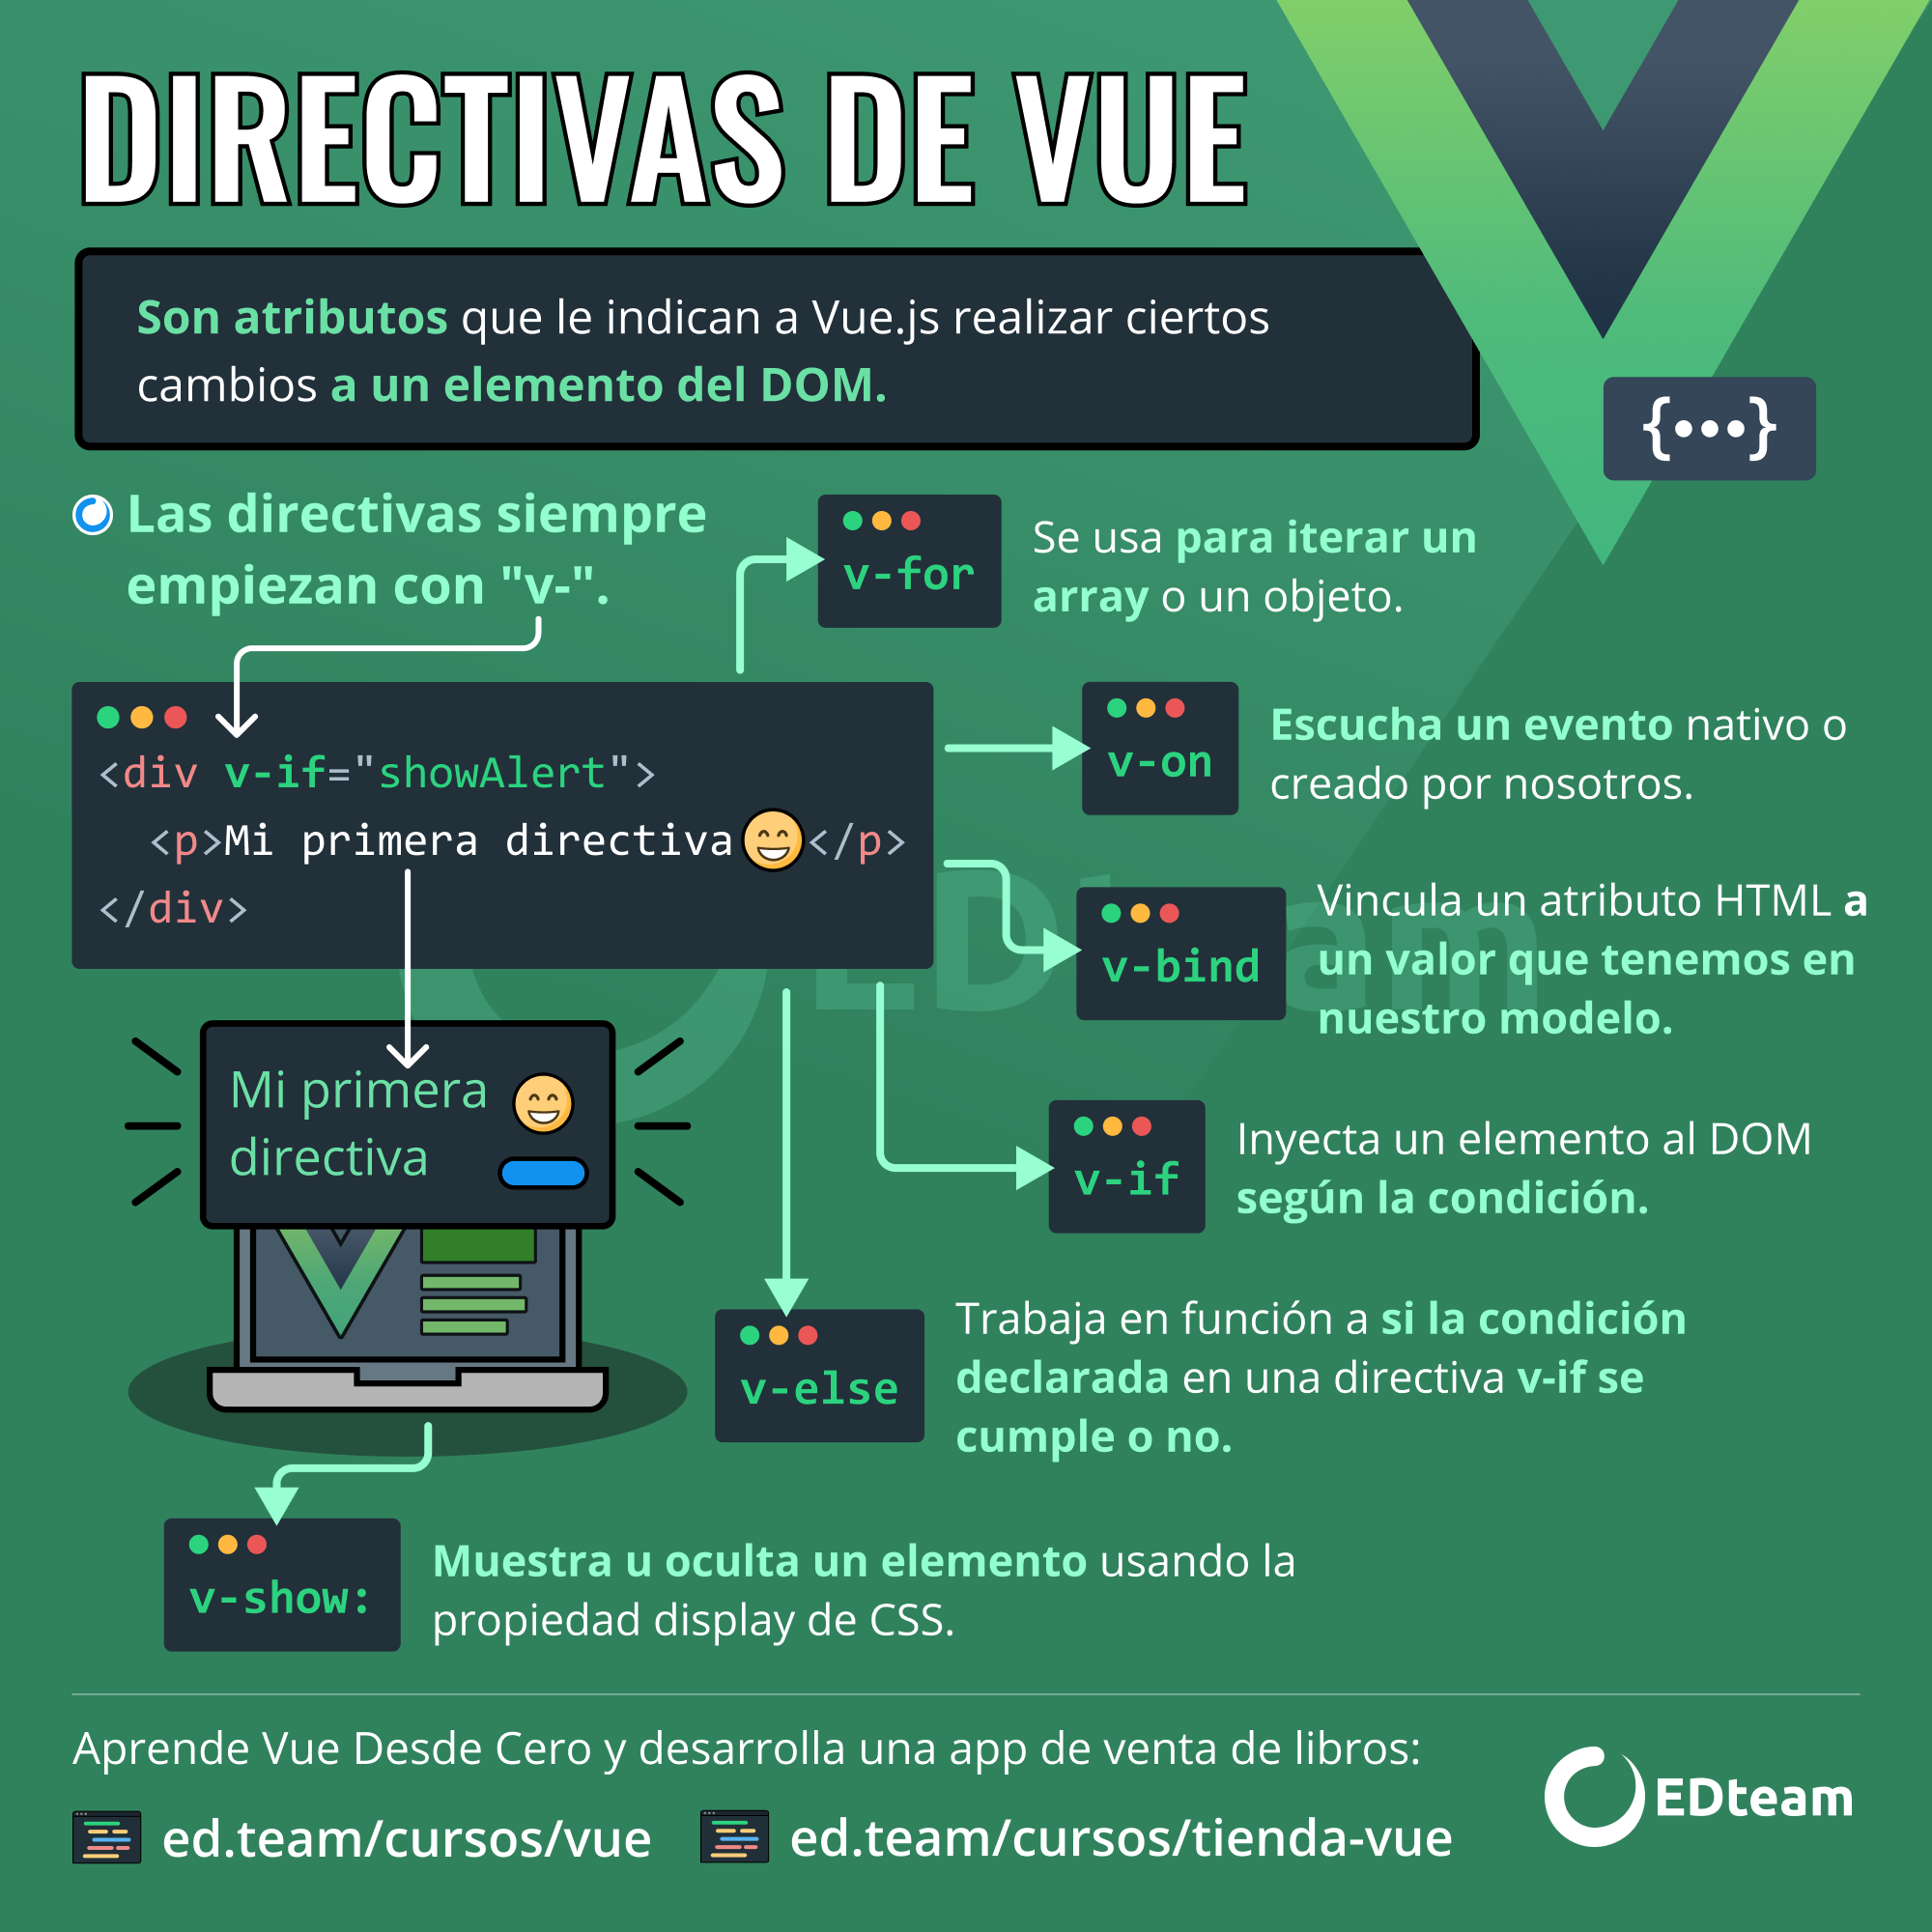 DIRECTIVAS DE VUE
Son atributos que le indican a Vue.js realizar ciertos
cambios a un elemento del DOM.
{•••}
Las directivas siempre
empiezan con "v-".
v-for
Se usa para iterar un
array o un objeto.
<div v-if="showAlert">
<p>Mi primera directiva😁</p>
</div>
v-on
Escucha un evento nativo o
creado por nosotros.
v-bind
Vincula un atributo HTML a
un valor que tenemos en
nuestro modelo.
EDteam
Mi primera
directiva
v-if
Inyecta un elemento al DOM
según la condición.
v-else
Trabaja en función a si la condición
declarada en una directiva v-if se
cumple o no.
v-show:
Muestra u oculta un elemento usando la
propiedad display de CSS.
Aprende Vue Desde Cero y desarrolla una app de venta de libros:
ed.team/cursos/vue
ed.team/cursos/tienda-vue
EDteam